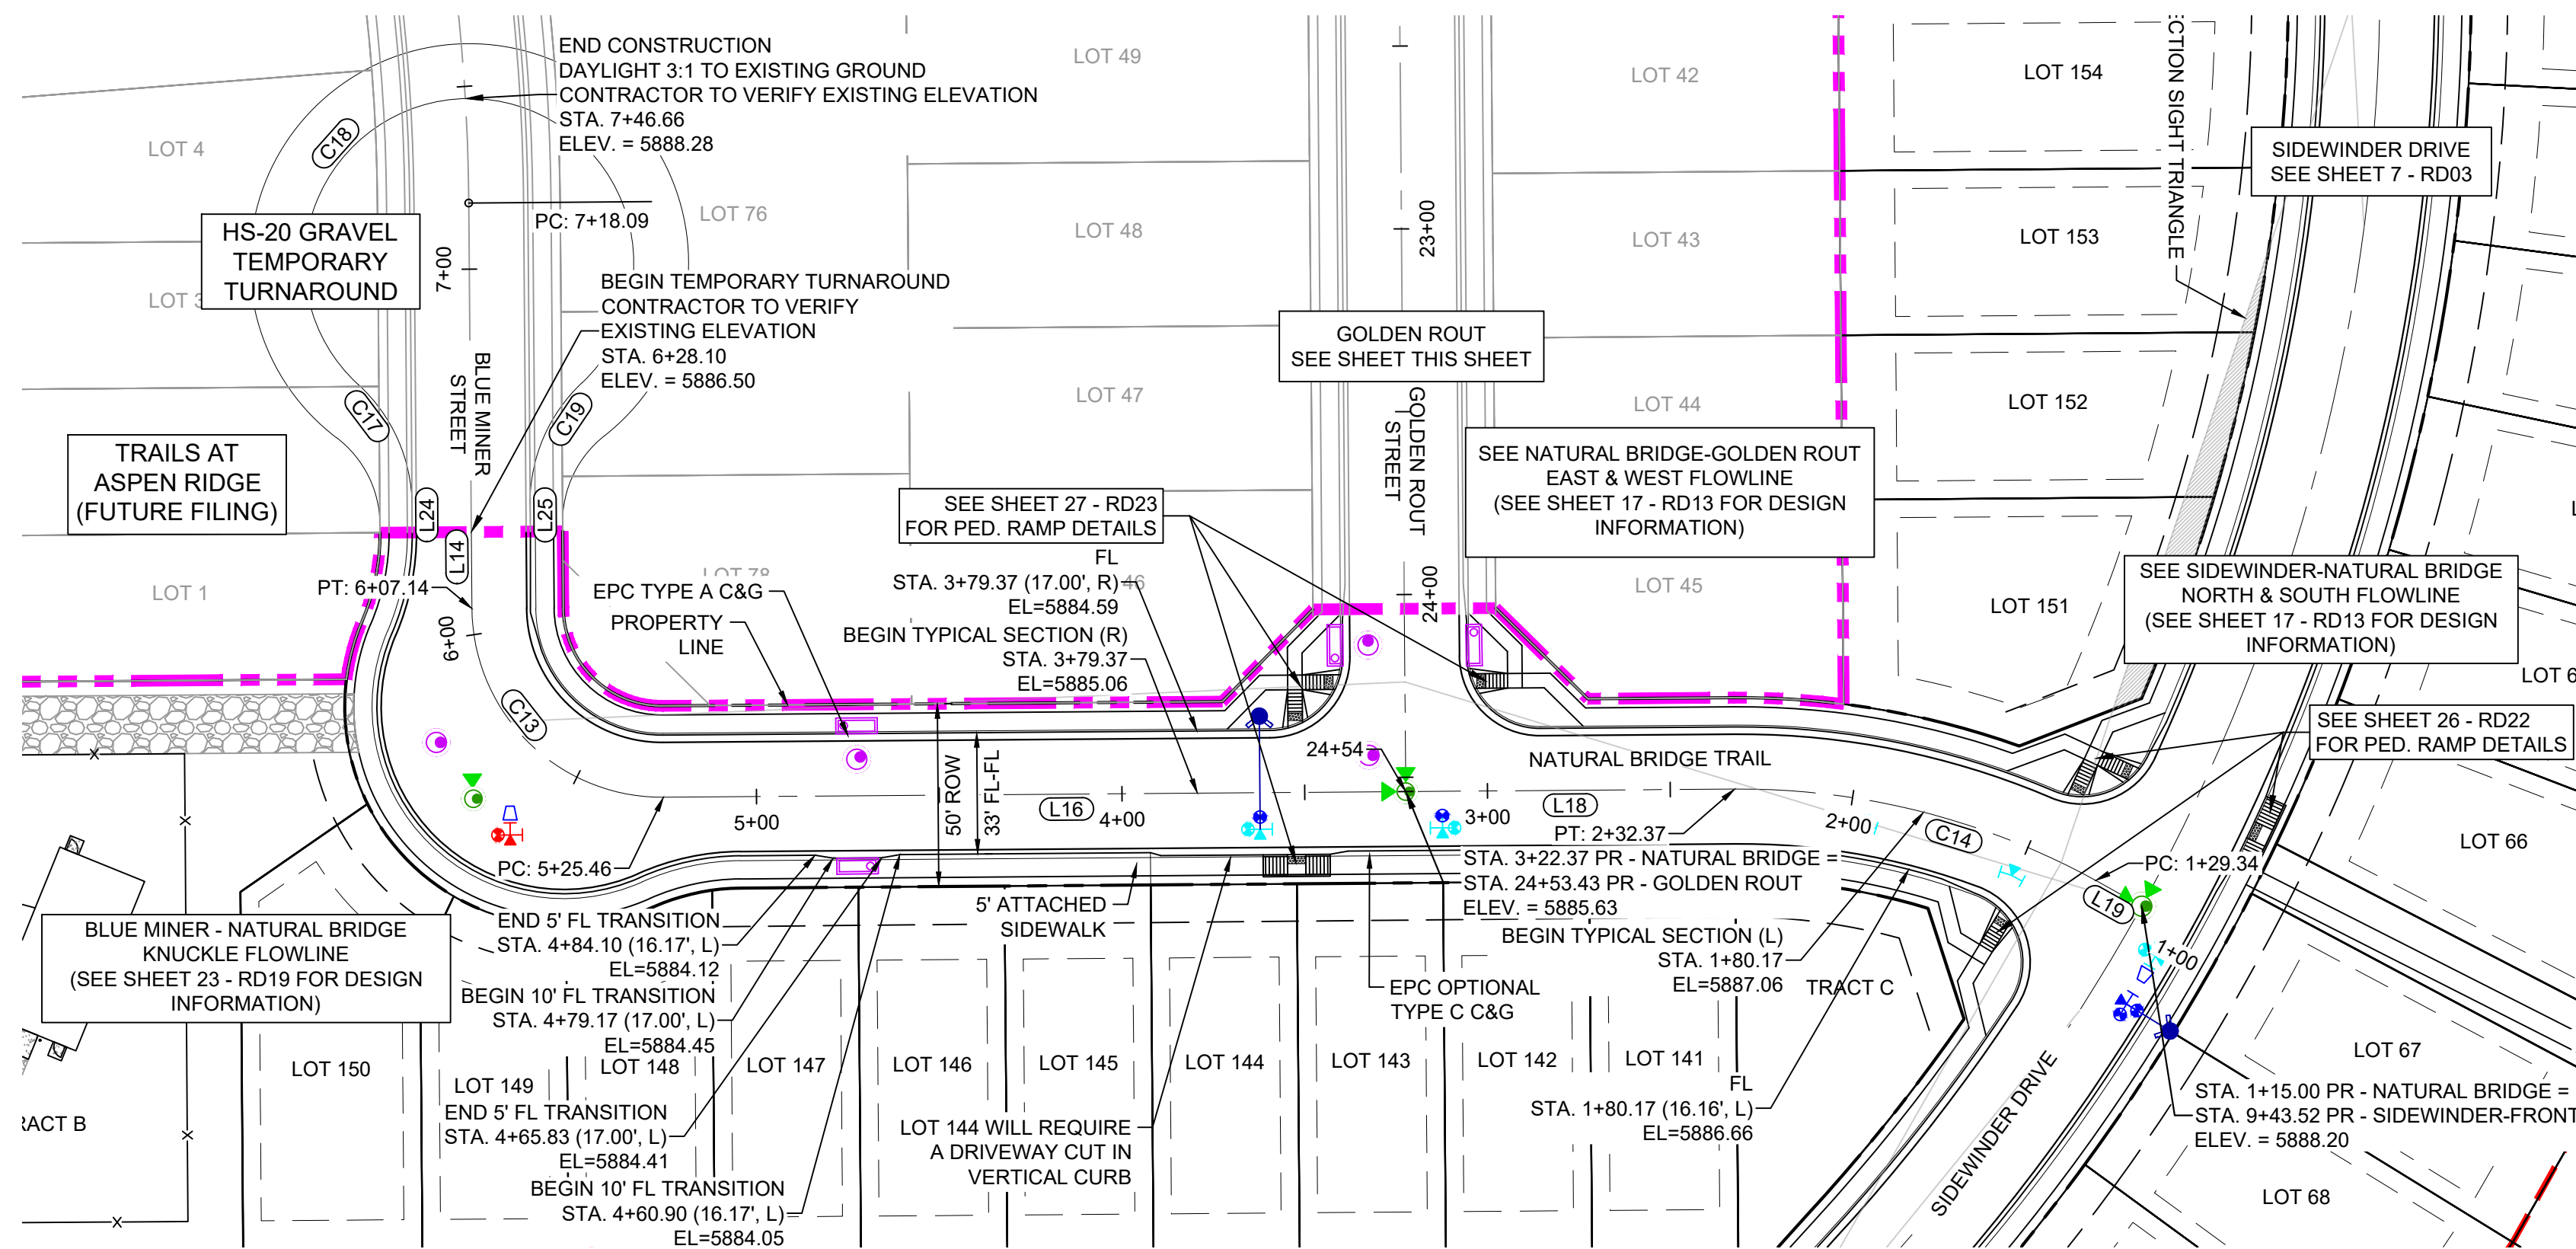 END CONSTRUCTION
DAYLIGHT 3:1 TO EXISTING GROUND
CONTRACTOR TO VERIFY EXISTING ELEVATION
STA. 7+46.66
ELEV. = 5888.28
LOT 49
LOT 42
LOT 154
SECTION SIGHT TRIANGLE
SIDEWINDER DRIVE
SEE SHEET 7 - RD03
C18
LOT 4
HS-20 GRAVEL
TEMPORARY
TURNAROUND
LOT 3
7+00
PC: 7+18.09
LOT 76
LOT 48
23+00
LOT 43
LOT 153
BEGIN TEMPORARY TURNAROUND
CONTRACTOR TO VERIFY
EXISTING ELEVATION
STA. 6+28.10
ELEV. = 5886.50
BLUE MINER
STREET
C17
C19
GOLDEN ROUT
SEE SHEET THIS SHEET
LOT 47
GOLDEN ROUT
STREET
LOT 44
LOT 152
TRAILS AT
ASPEN RIDGE
(FUTURE FILING)
L24
L25
L14
SEE SHEET 27 - RD23
FOR PED. RAMP DETAILS
SEE NATURAL BRIDGE-GOLDEN ROUT
EAST & WEST FLOWLINE
(SEE SHEET 17 - RD13 FOR DESIGN
INFORMATION)
LOT 1
PT: 6+07.14
6+00
LOT 78
EPC TYPE A C&G
PROPERTY
LINE
FL
STA. 3+79.37 (17.00', R)
EL=5884.59
46
BEGIN TYPICAL SECTION (R)
STA. 3+79.37
EL=5885.06
24+00
LOT 45
LOT 151
SEE SIDEWINDER-NATURAL BRIDGE
NORTH & SOUTH FLOWLINE
(SEE SHEET 17 - RD13 FOR DESIGN
INFORMATION)
LOT 6
C13
SEE SHEET 26 - RD22
FOR PED. RAMP DETAILS
24+54
NATURAL BRIDGE TRAIL
5+00
50' ROW
33' FL-FL
L16
4+00
3+00
L18
PT: 2+32.37
2+00
C14
LOT 66
PC: 5+25.46
STA. 3+22.37 PR - NATURAL BRIDGE =
STA. 24+53.43 PR - GOLDEN ROUT
ELEV. = 5885.63
PC: 1+29.34
L19
BLUE MINER - NATURAL BRIDGE
KNUCKLE FLOWLINE
(SEE SHEET 23 - RD19 FOR DESIGN
INFORMATION)
END 5' FL TRANSITION
STA. 4+84.10 (16.17', L)
EL=5884.12
5' ATTACHED
SIDEWALK
BEGIN TYPICAL SECTION (L)
STA. 1+80.17
EL=5887.06
TRACT C
1+00
BEGIN 10' FL TRANSITION
STA. 4+79.17 (17.00', L)
EL=5884.45
EPC OPTIONAL
TYPE C C&G
LOT 150
LOT 149
LOT 148
LOT 147
LOT 146
LOT 145
LOT 144
LOT 143
LOT 142
LOT 141
LOT 67
FL
STA. 1+80.17 (16.16', L)
EL=5886.66
RACT B
END 5' FL TRANSITION
STA. 4+65.83 (17.00', L)
EL=5884.41
LOT 144 WILL REQUIRE
A DRIVEWAY CUT IN
VERTICAL CURB
SIDEWINDER DRIVE
STA. 1+15.00 PR - NATURAL BRIDGE =
STA. 9+43.52 PR - SIDEWINDER-FRONT
ELEV. = 5888.20
BEGIN 10' FL TRANSITION
STA. 4+60.90 (16.17', L)
EL=5884.05
LOT 68